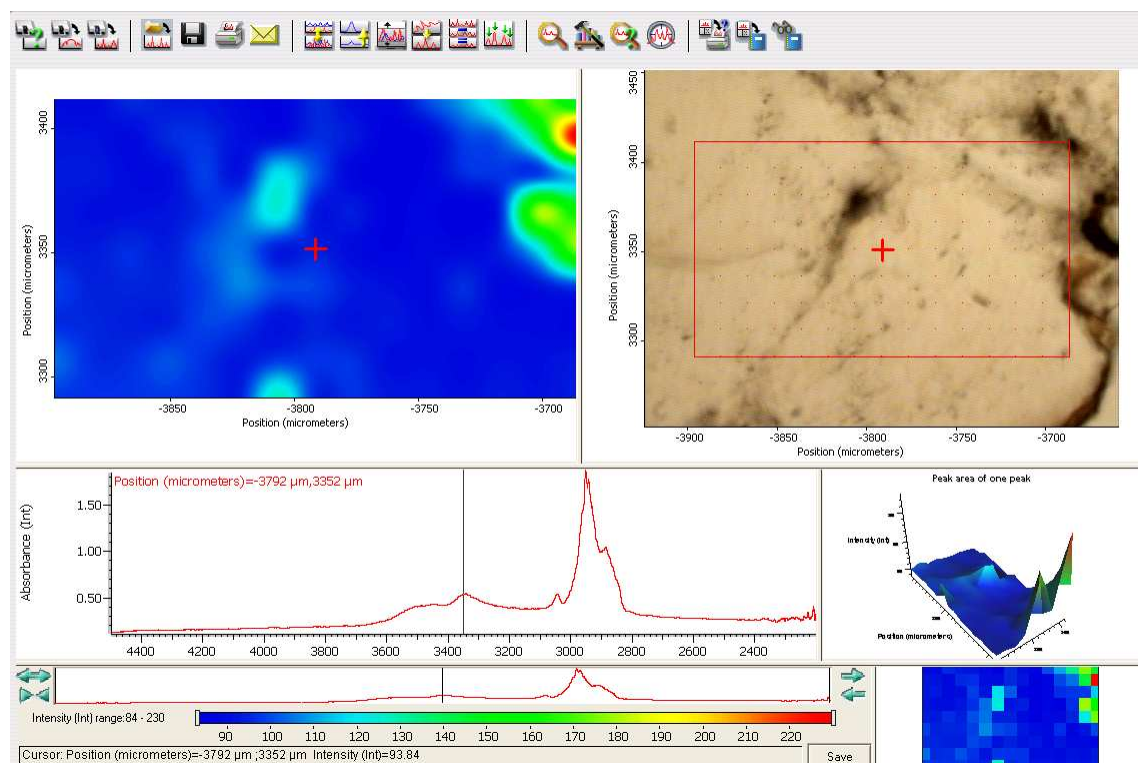 3400
3350
3300
Position (micrometers)
-3850
-3800
-3750
-3700
Position (micrometers)
3450
3400
3350
3300
Position (micrometers)
-3900
-3850
-3800
-3750
-3700
Position (micrometers)
Position (micrometers)=-3792 µm,3352 µm
Absorbance (Int)
1.50
1.00
0.50
4400 4200 4000 3800 3600 3400 3200 3000 2800 2600 2400
Peak area of one peak
Intensity (Int)
Position (micrometers)
Intensity (Int) range:84 - 230
90 100 110 120 130 140 150 160 170 180 190 200 210 220
Cursor: Position (micrometers)=-3792 µm ;3352 µm Intensity (Int)=93.84
Save